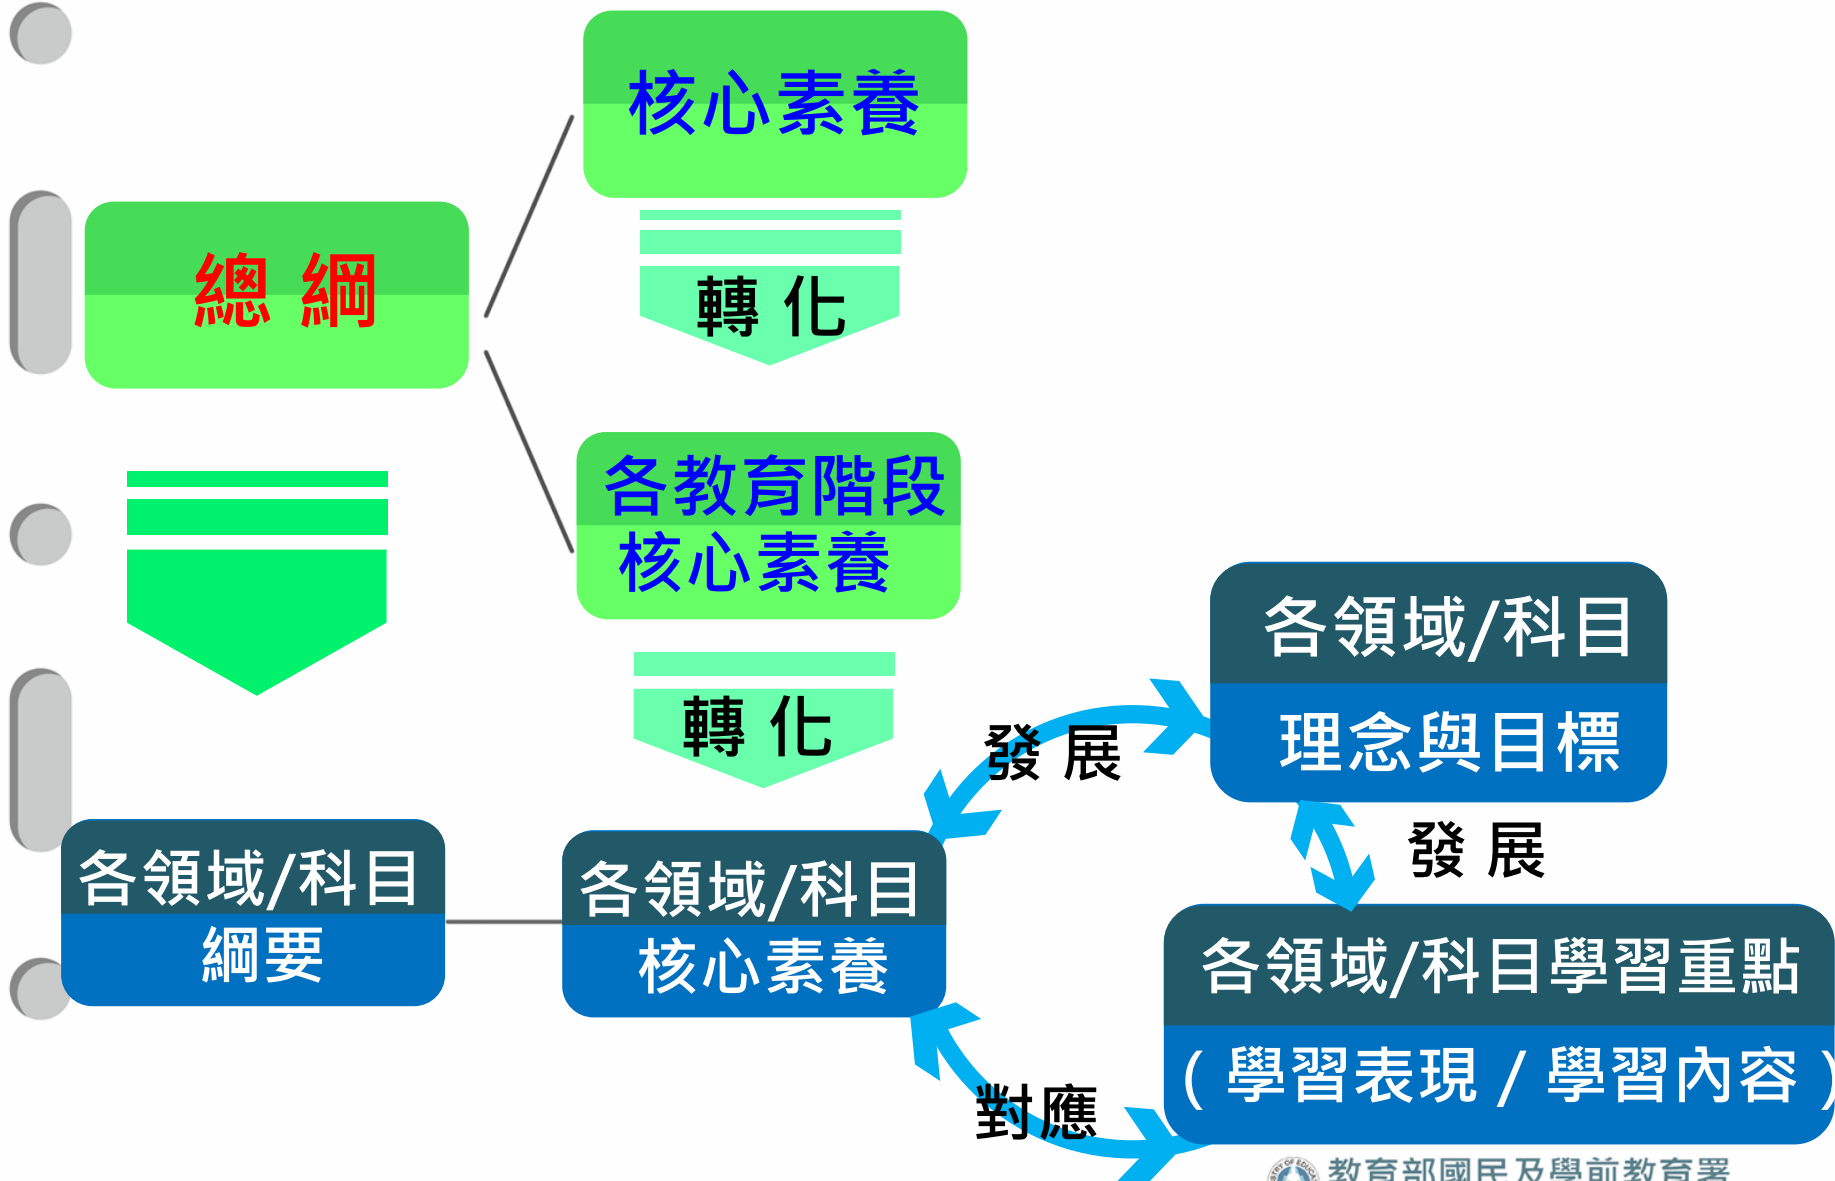 核心素養
總 綱
轉 化
各教育階段
核心素養
各領域/科目
理念與目標
轉 化
發 展
各領域/科目
綱要
各領域/科目
核心素養
發 展
各領域/科目學習重點
( 學習表現 / 學習內容 )
對應
教育部國民及學前教育署